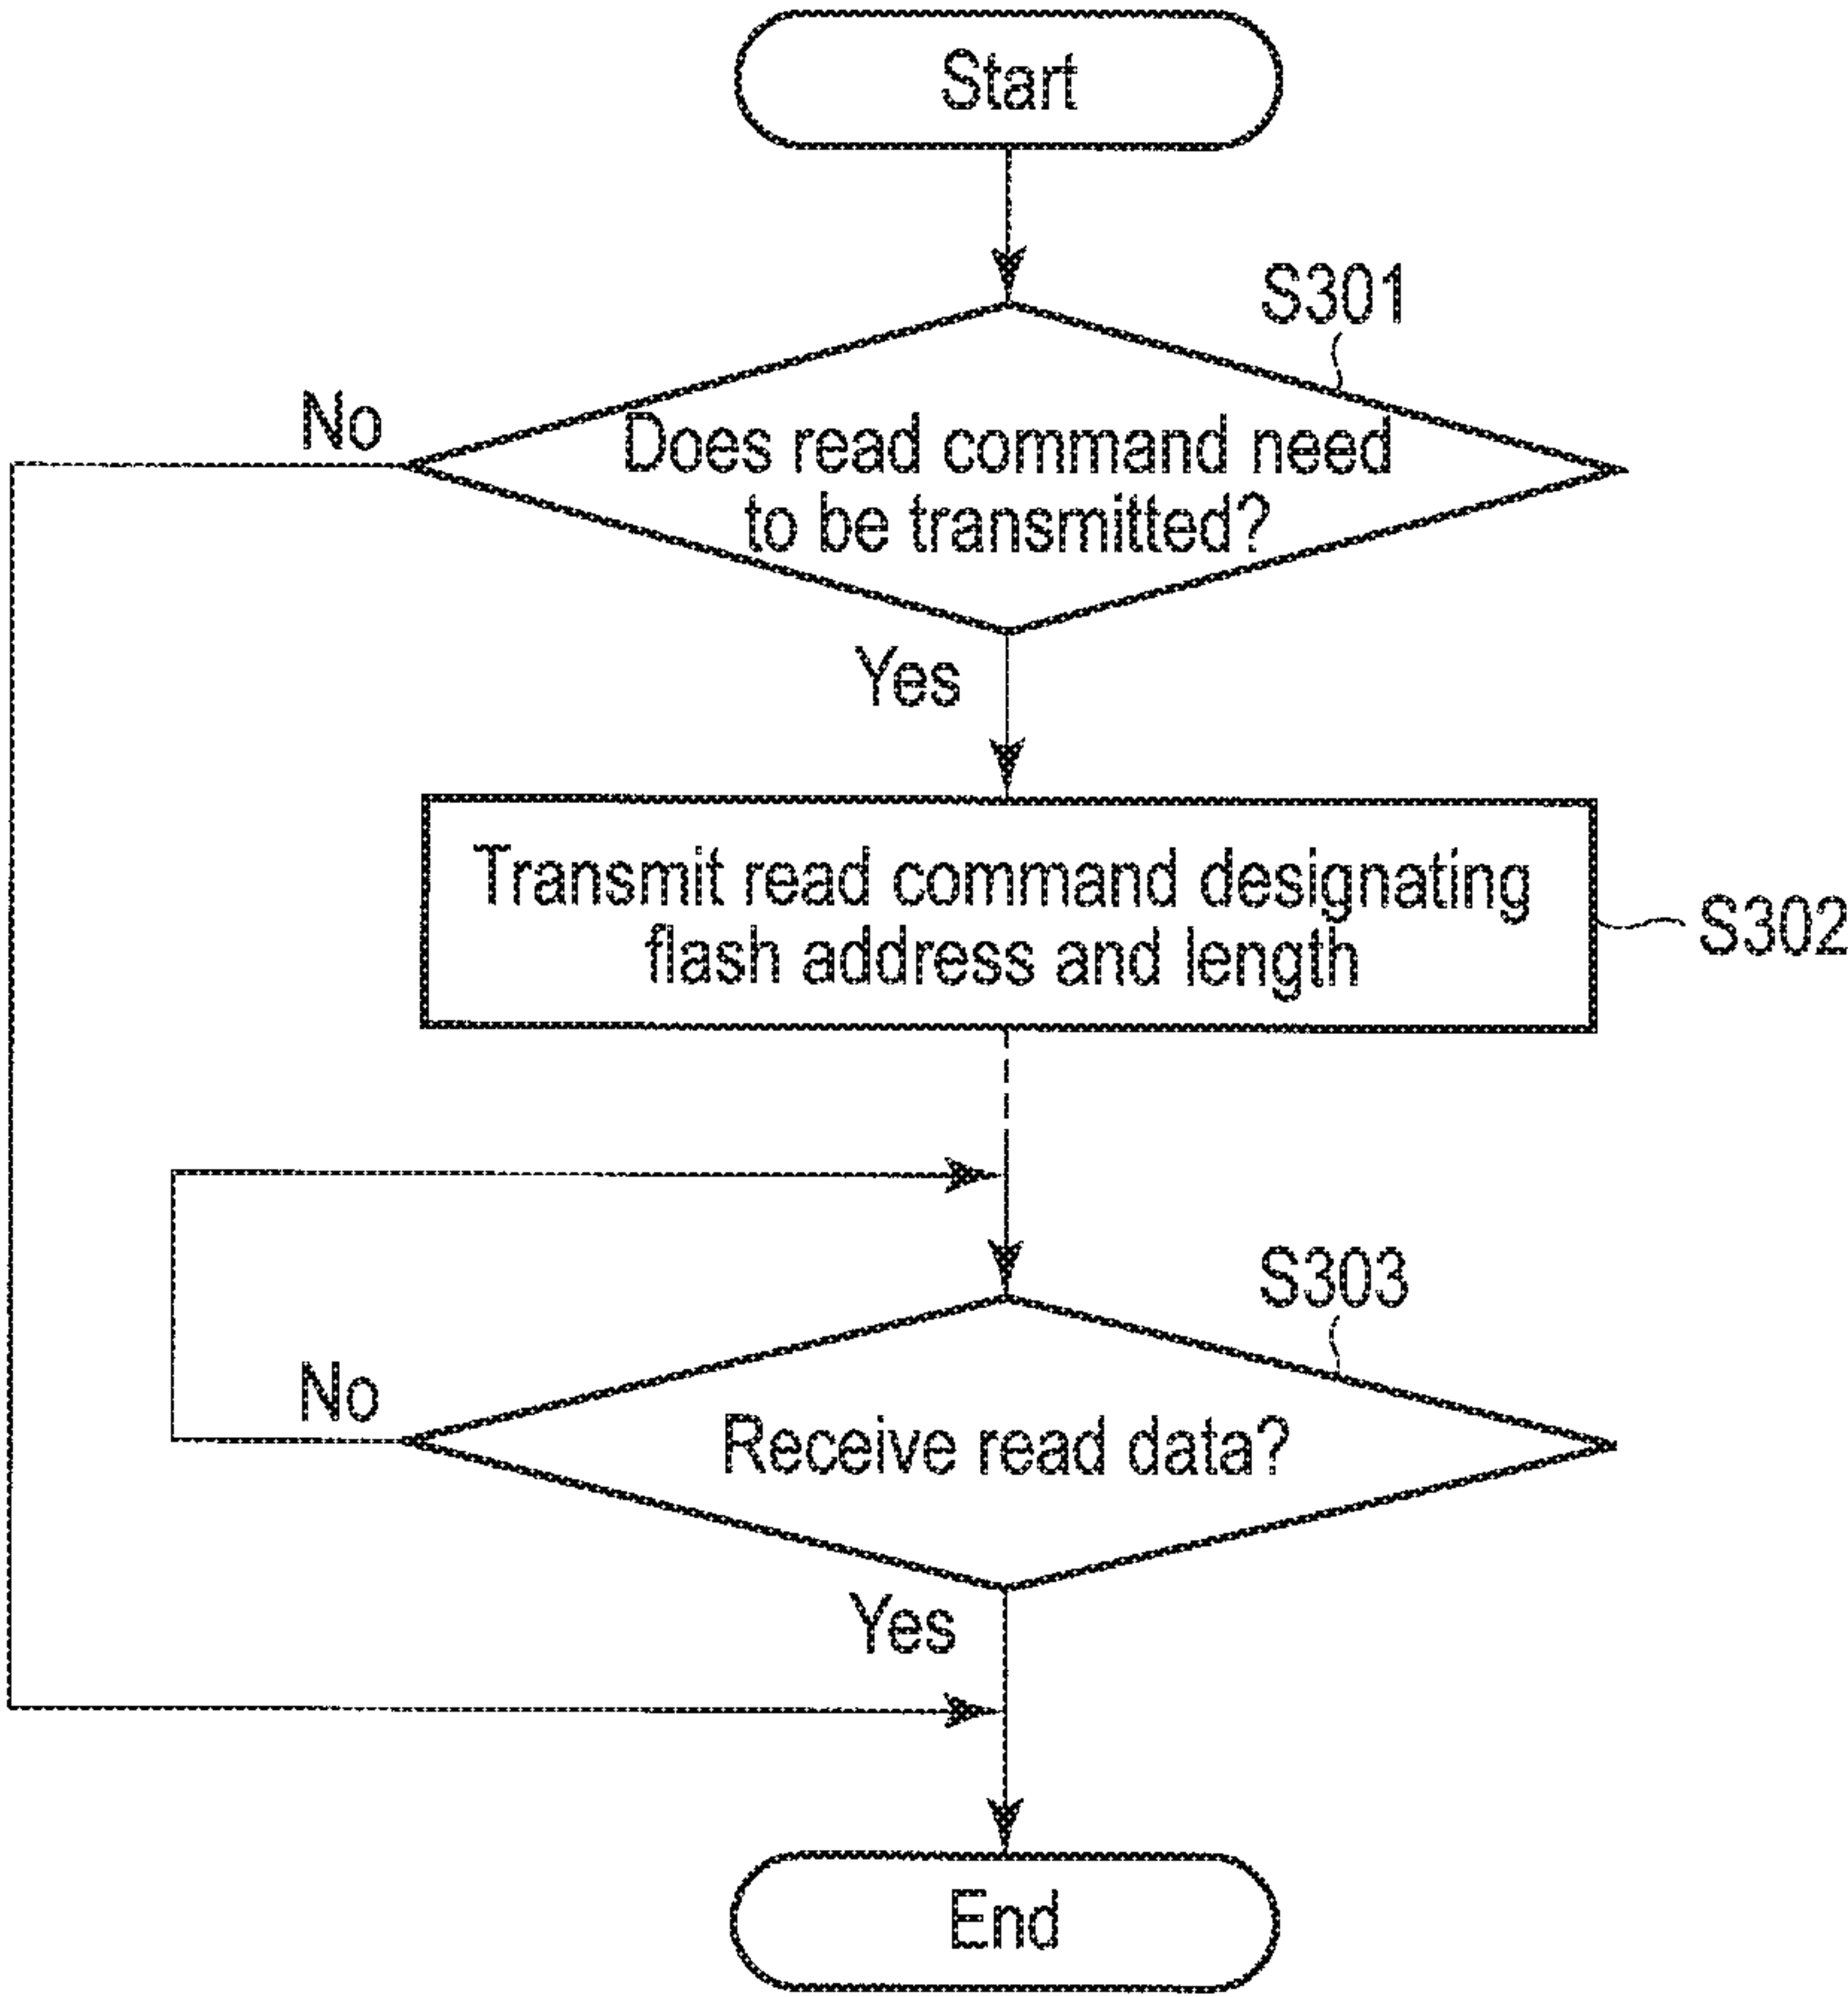 Start
S301
No
Does read command need
to be transmitted?
Yes
Transmit read command designating
flash address and length
S302
S303
No
Receive read data?
Yes
End